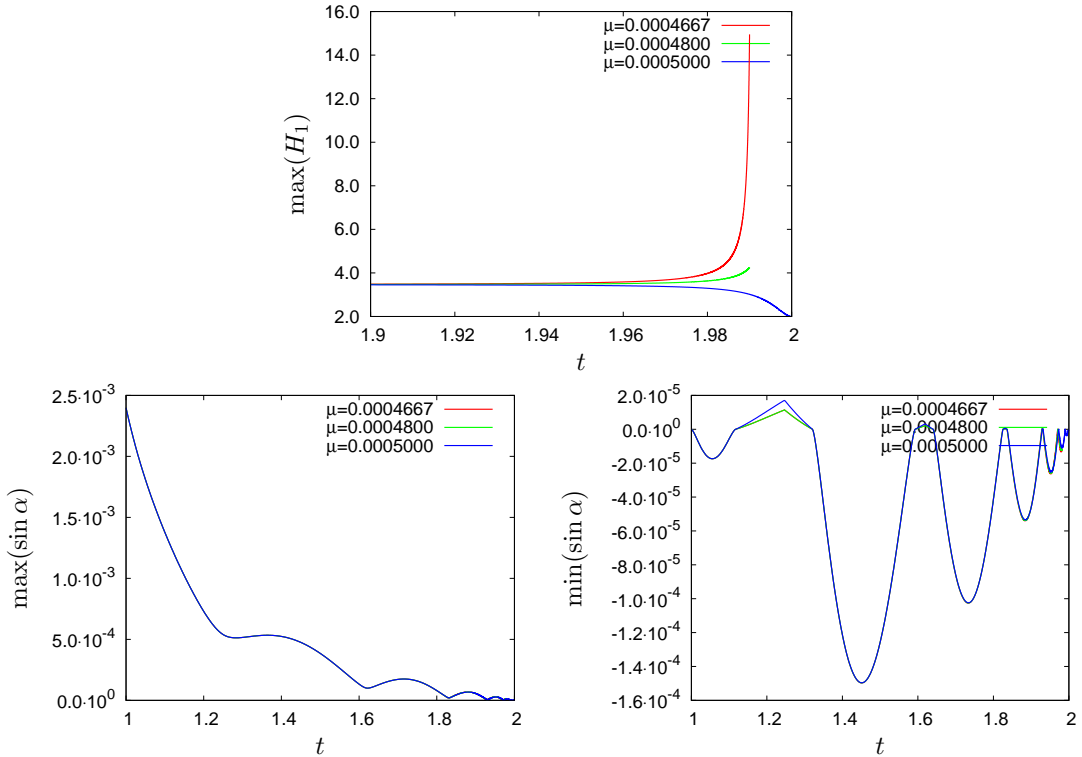 max(H₁)
16.0
14.0
12.0
10.0
8.0
6.0
4.0
2.0
1.9 1.92 1.94 1.96 1.98 2
t
μ=0.0004667
μ=0.0004800
μ=0.0005000
max(sin α)
2.5·10⁻³
2.0·10⁻³
1.5·10⁻³
1.0·10⁻³
5.0·10⁻⁴
0.0·10⁰
1 1.2 1.4 1.6 1.8 2
t
μ=0.0004667
μ=0.0004800
μ=0.0005000
min(sin α)
2.0·10⁻⁵
0.0·10⁰
-2.0·10⁻⁵
-4.0·10⁻⁵
-6.0·10⁻⁵
-8.0·10⁻⁵
-1.0·10⁻⁴
-1.2·10⁻⁴
-1.4·10⁻⁴
-1.6·10⁻⁴
1 1.2 1.4 1.6 1.8 2
t
μ=0.0004667
μ=0.0004800
μ=0.0005000